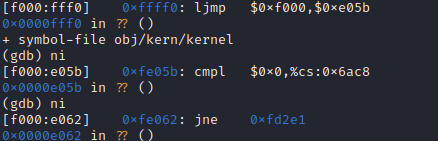 [f000:fff0]    0xffff0: ljmp   $0xf000,$0xe05b
0x0000fff0 in ?? ()
+ symbol-file obj/kern/kernel
(gdb) ni
[f000:e05b]    0xfe05b: cmpl   $0x0,%cs:0x6ac8
0x0000e05b in ?? ()
(gdb) ni
[f000:e062]    0xfe062: jne    0xfd2e1
0x0000e062 in ?? ()